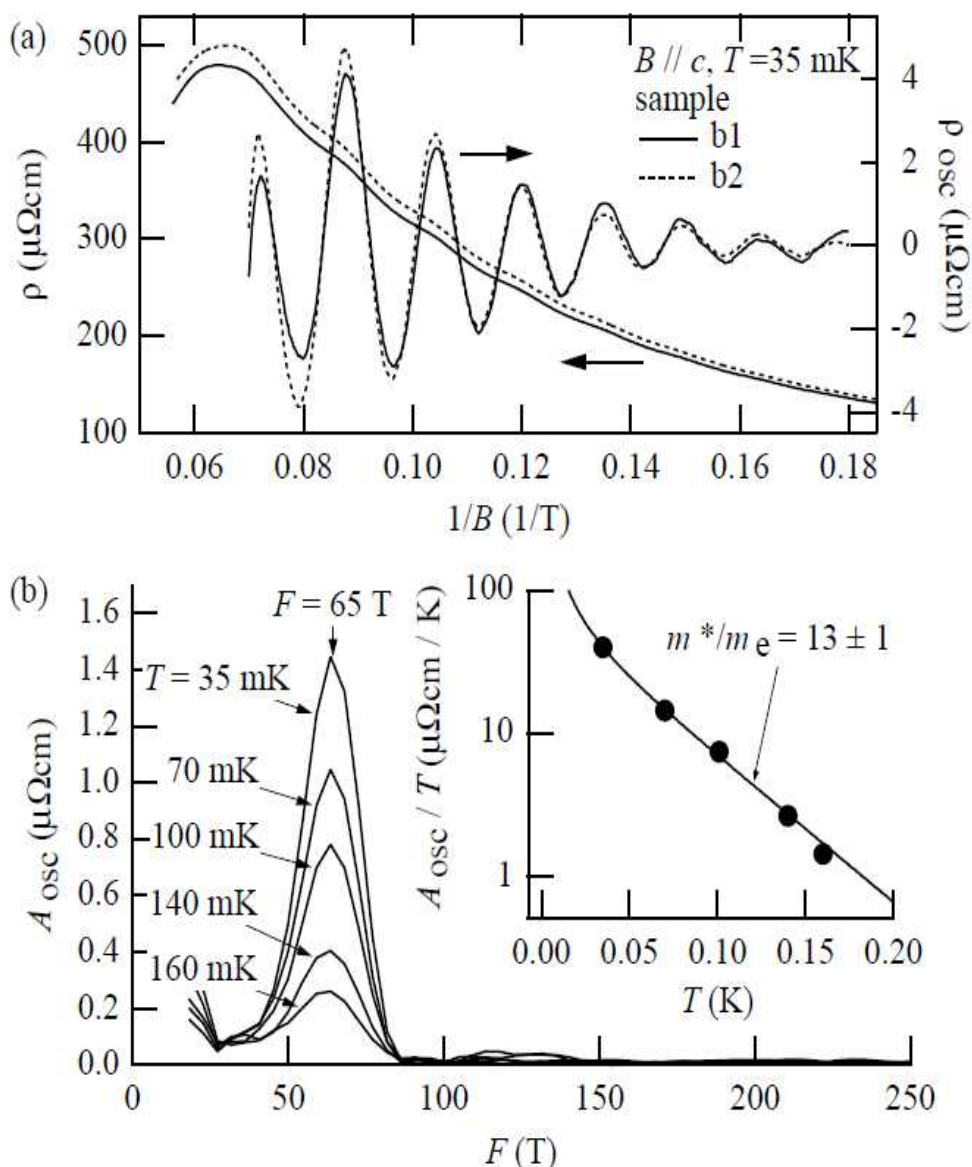 (a)
500
400
300
200
100
ρ (μΩcm)
B // c, T =35 mK
sample
b1
b2
4
2
0
-2
-4
ρ osc (μΩcm)
0.06 0.08 0.10 0.12 0.14 0.16 0.18
1/B (1/T)
(b)
1.6
1.4
1.2
1.0
0.8
0.6
0.4
0.2
0.0
A osc (μΩcm)
F = 65 T
T = 35 mK
70 mK
100 mK
140 mK
160 mK
0 50 100 150 200 250
F (T)
100
10
1
A osc / T (μΩcm / K)
m */m e = 13 ± 1
0.00 0.05 0.10 0.15 0.20
T (K)